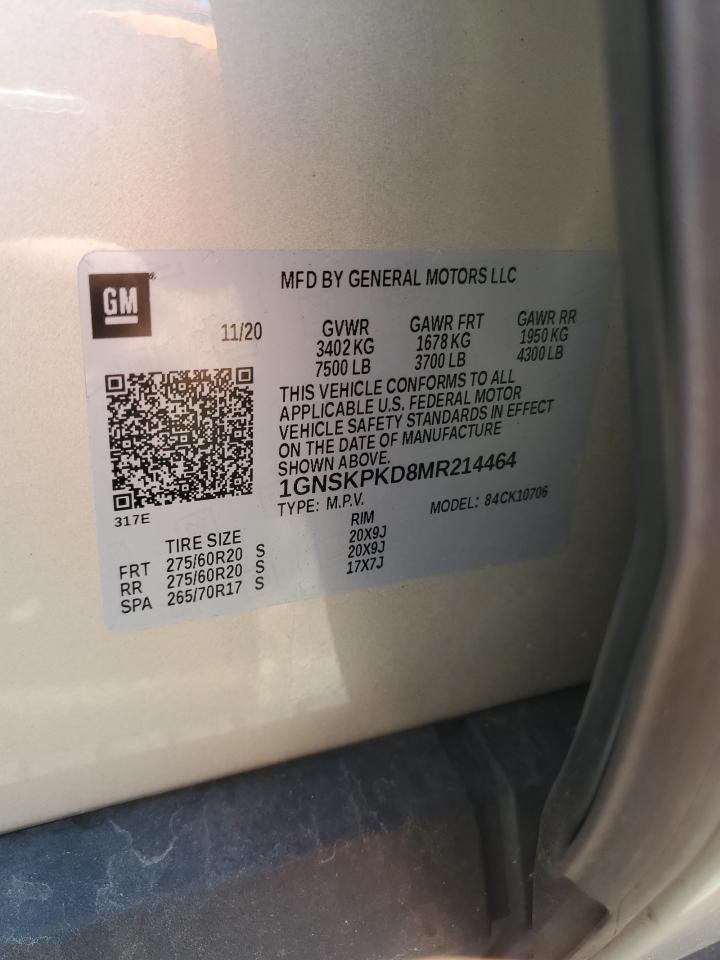 GM
MFD BY GENERAL MOTORS LLC
11/20
GVWR GAWR FRT GAWR RR
3402 KG 1678 KG 1950 KG
7500 LB 3700 LB 4300 LB
THIS VEHICLE CONFORMS TO ALL
APPLICABLE U.S. FEDERAL MOTOR
VEHICLE SAFETY STANDARDS IN EFFECT
ON THE DATE OF MANUFACTURE
SHOWN ABOVE.
1GNSKPKD8MR214464
TYPE: M.P.V. MODEL: 84CK10706
317E
TIRE SIZE RIM
FRT 275/60R20 S 20X9J
RR 275/60R20 S 20X9J
SPA 265/70R17 S 17X7J